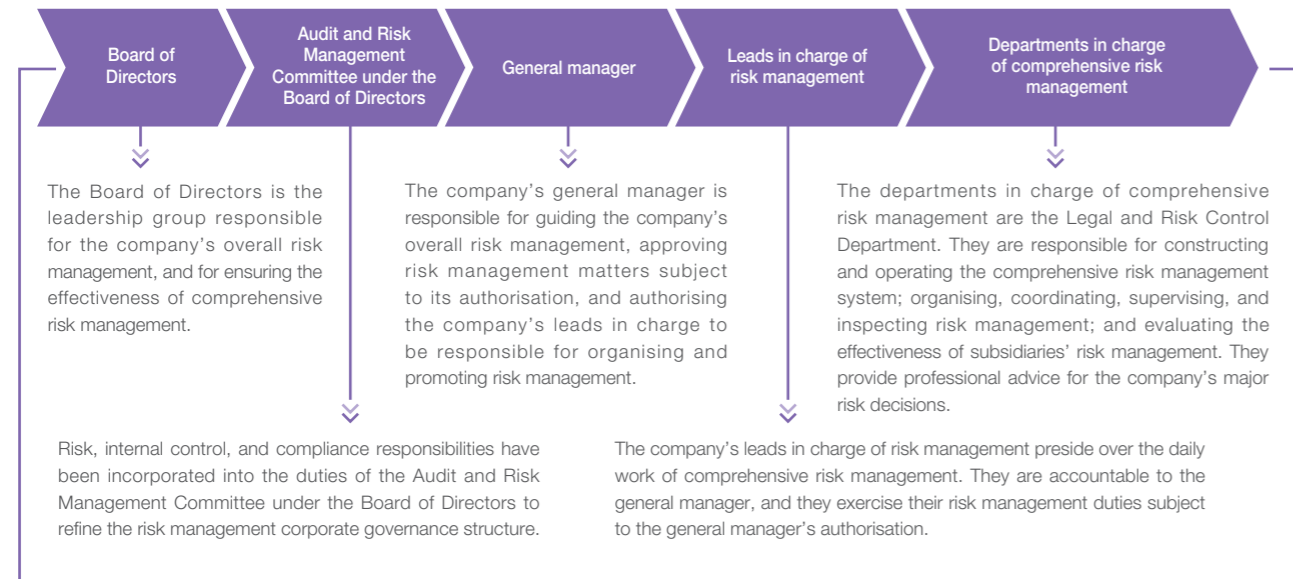 Board of
Directors
Audit and Risk
Management
Committee under the
Board of Directors
General manager
Leads in charge of
risk management
Departments in charge
of comprehensive risk
management
The Board of Directors is the
leadership group responsible
for the company's overall risk
management, and for ensuring the
effectiveness of comprehensive
risk management.
The company's general manager is
responsible for guiding the company's
overall risk management, approving
risk management matters subject
to its authorisation, and authorising
the company's leads in charge to
be responsible for organising and
promoting risk management.
The departments in charge of comprehensive
risk management are the Legal and Risk Control
Department. They are responsible for constructing
and operating the comprehensive risk management
system; organising, coordinating, supervising, and
inspecting risk management; and evaluating the
effectiveness of subsidiaries' risk management. They
provide professional advice for the company's major
risk decisions.
Risk, internal control, and compliance responsibilities have
been incorporated into the duties of the Audit and Risk
Management Committee under the Board of Directors to
refine the risk management corporate governance structure.
The company's leads in charge of risk management preside over the daily
work of comprehensive risk management. They are accountable to the
general manager, and they exercise their risk management duties subject
to the general manager's authorisation.